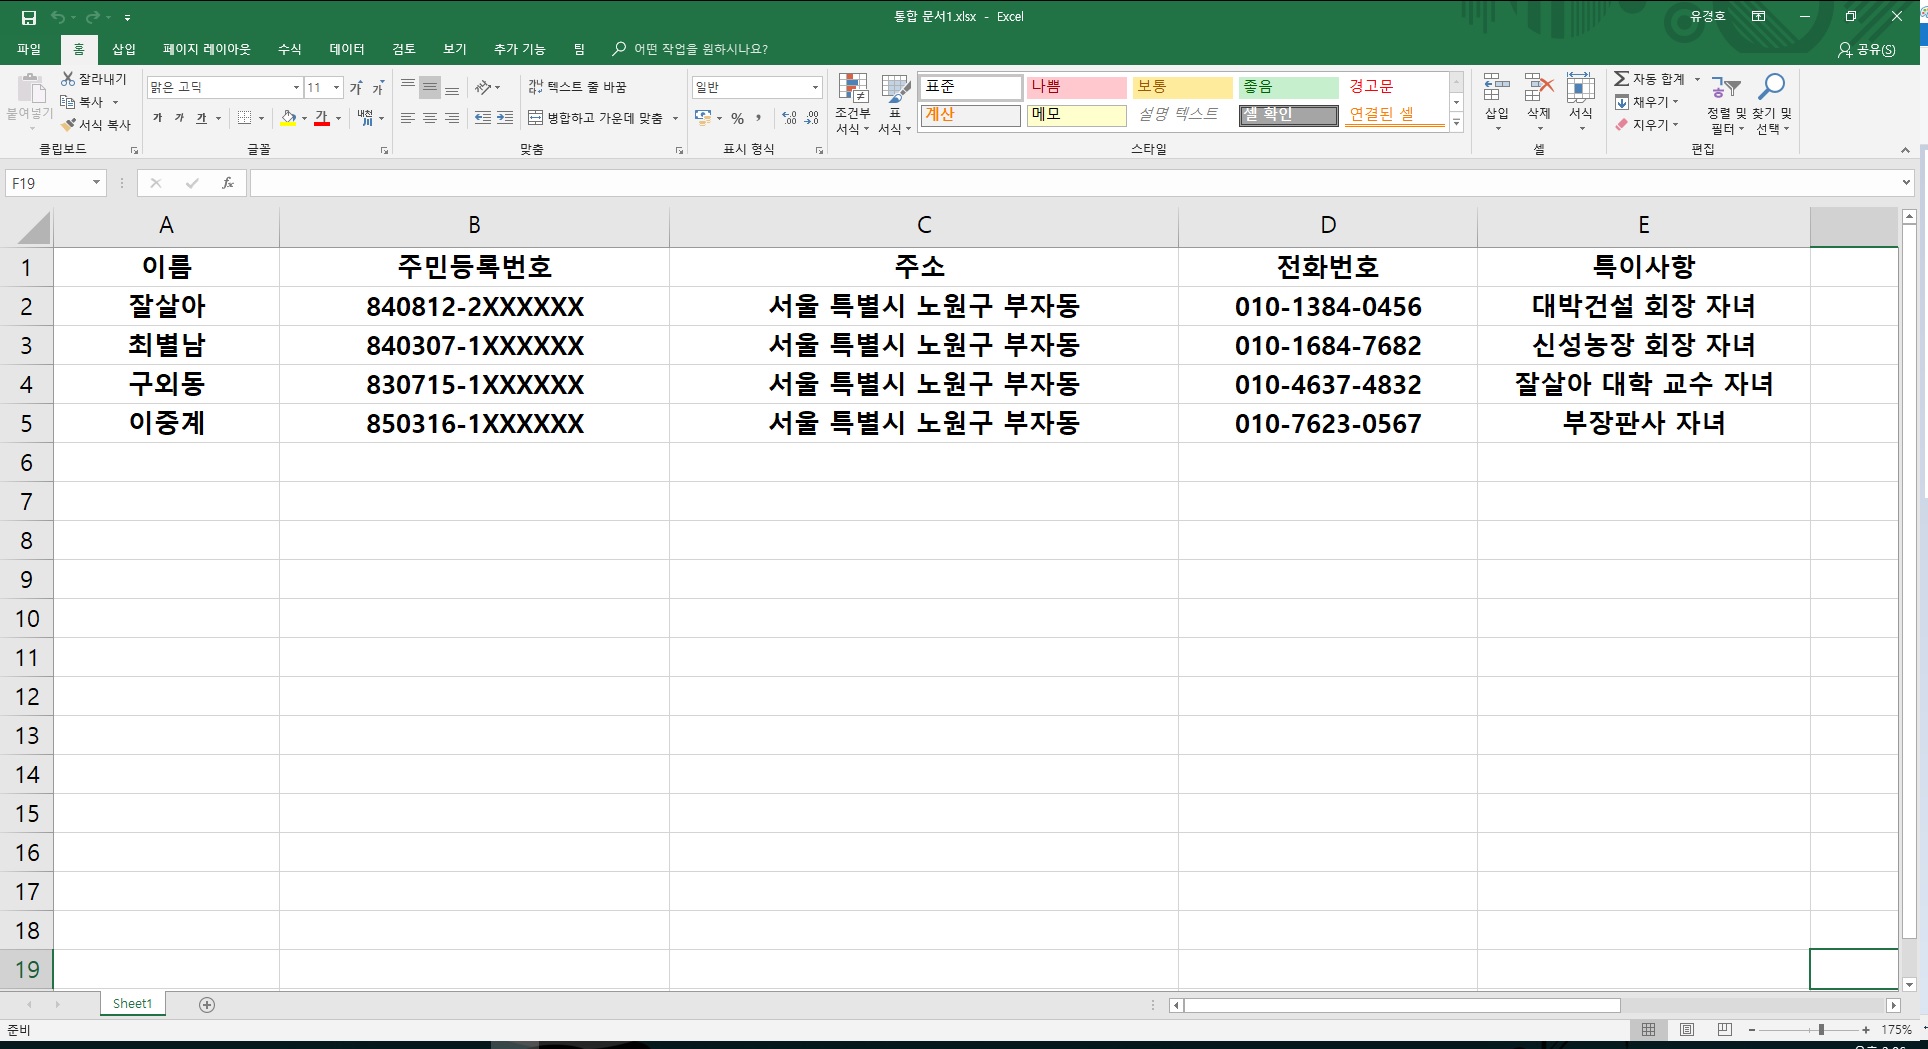 통합 문서1.xlsx - Excel
유경호
파일 홈 삽입 페이지 레이아웃 수식 데이터 검토 보기 추가 기능 팀 어떤 작업을 원하시나요? 공유(S)
붙여넣기 잘라내기 복사 서식 복사
클립보드
맑은 고딕 11 가 가
가 가 가 가 내천
글꼴
텍스트 줄 바꿈
병합하고 가운데 맞춤
맞춤
일반
%
표시 형식
조건부 서식 표 서식
표준 나쁨 보통 좋음 경고문
계산 메모 설명 텍스트 셀 확인 연결된 셀
스타일
삽입 삭제 서식
셀
자동 합계
채우기
지우기
정렬 및 필터 찾기 및 선택
편집
F19 fx
A B C D E
1 이름 주민등록번호 주소 전화번호 특이사항
2 잘살아 840812-2XXXXXX 서울 특별시 노원구 부자동 010-1384-0456 대박건설 회장 자녀
3 최별남 840307-1XXXXXX 서울 특별시 노원구 부자동 010-1684-7682 신성농장 회장 자녀
4 구외동 830715-1XXXXXX 서울 특별시 노원구 부자동 010-4637-4832 잘살아 대학 교수 자녀
5 이중계 850316-1XXXXXX 서울 특별시 노원구 부자동 010-7623-0567 부장판사 자녀
6
7
8
9
10
11
12
13
14
15
16
17
18
19
Sheet1
준비 175%